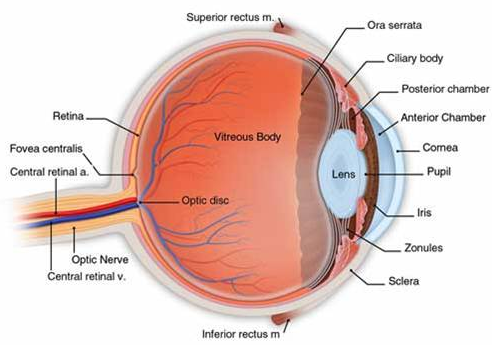 Superior rectus m.
Ora serrata
Ciliary body
Posterior chamber
Anterior Chamber
Cornea
Pupil
Iris
Zonules
Sclera
Retina
Fovea centralis
Central retinal a.
Vitreous Body
Lens
Optic disc
Optic Nerve
Central retinal v.
Inferior rectus m